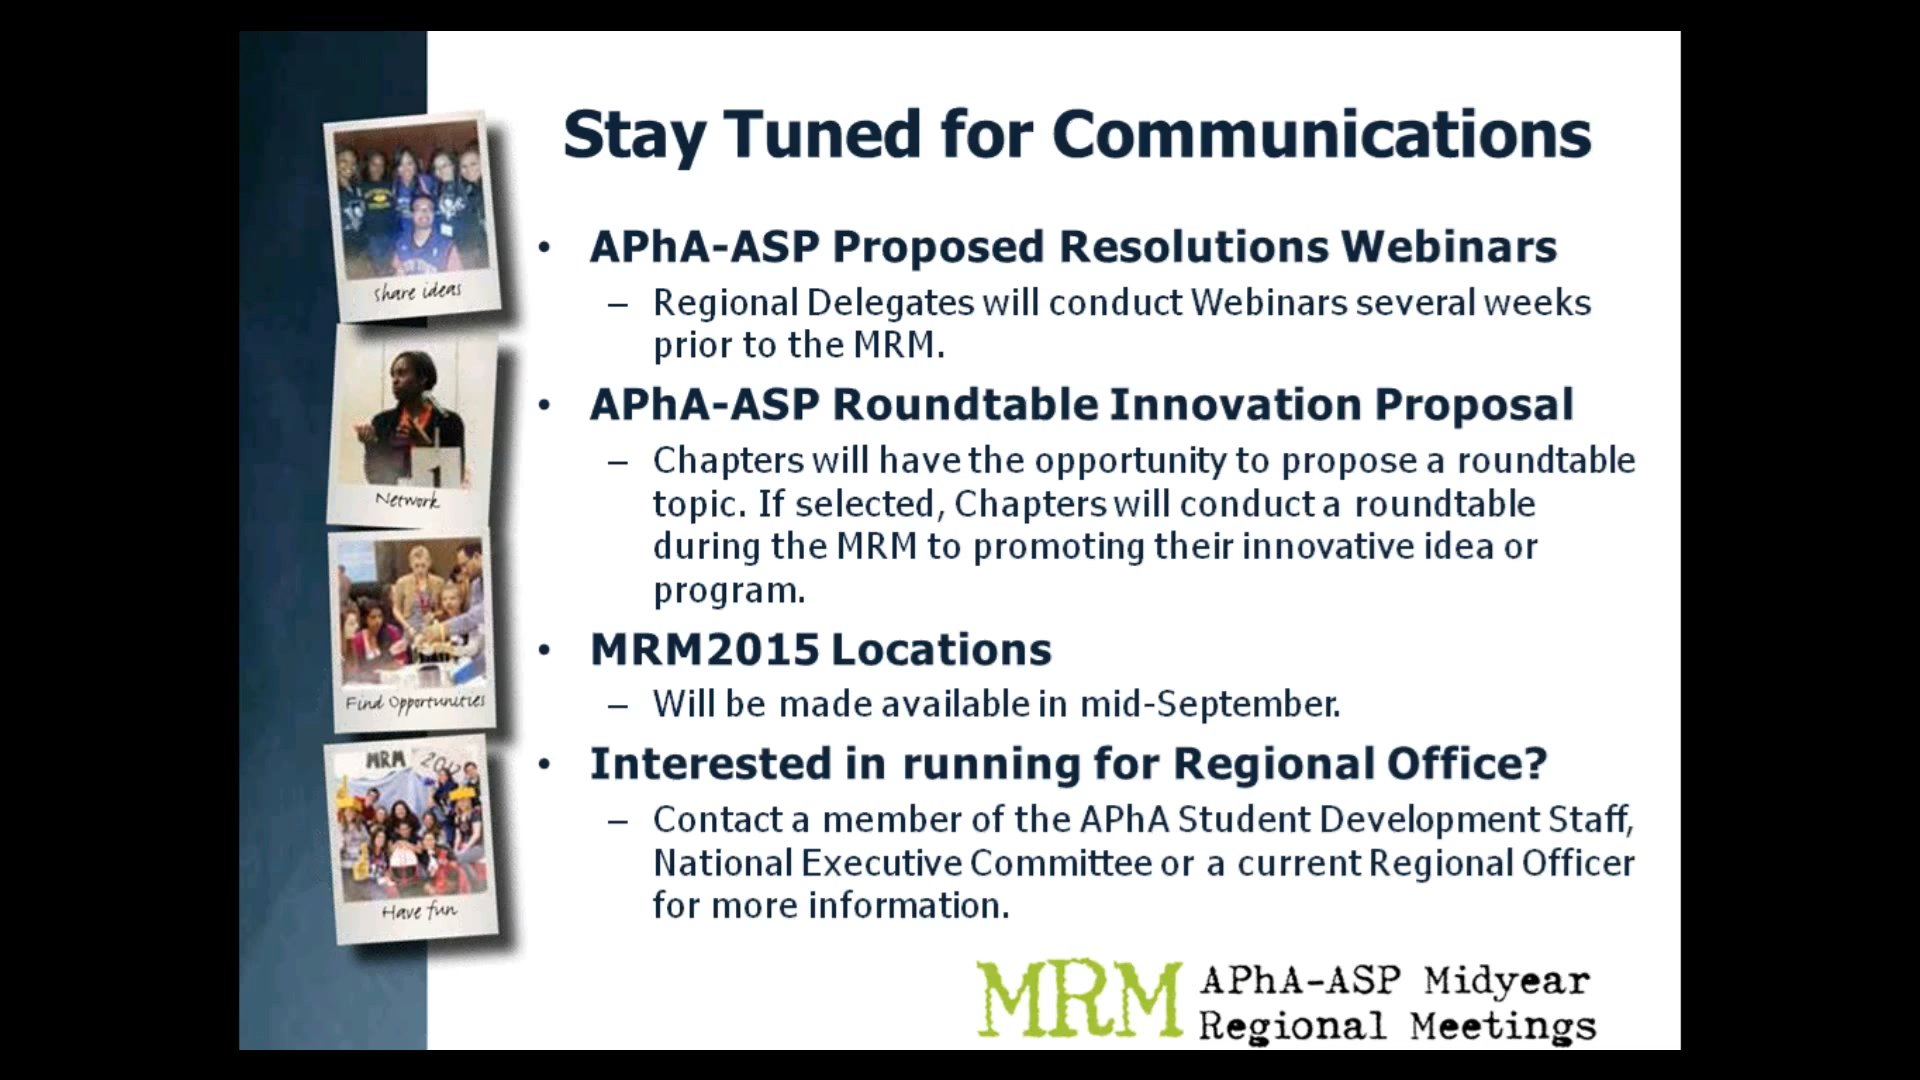 Stay Tuned for Communications
• APhA-ASP Proposed Resolutions Webinars
– Regional Delegates will conduct Webinars several weeks
prior to the MRM.
• APhA-ASP Roundtable Innovation Proposal
– Chapters will have the opportunity to propose a roundtable
topic. If selected, Chapters will conduct a roundtable
during the MRM to promoting their innovative idea or
program.
• MRM2015 Locations
– Will be made available in mid-September.
• Interested in running for Regional Office?
– Contact a member of the APhA Student Development Staff,
National Executive Committee or a current Regional Officer
for more information.
share ideas
Network
Find Opportunities
MRM 2012
Have fun
MRM APhA-ASP Midyear
Regional Meetings